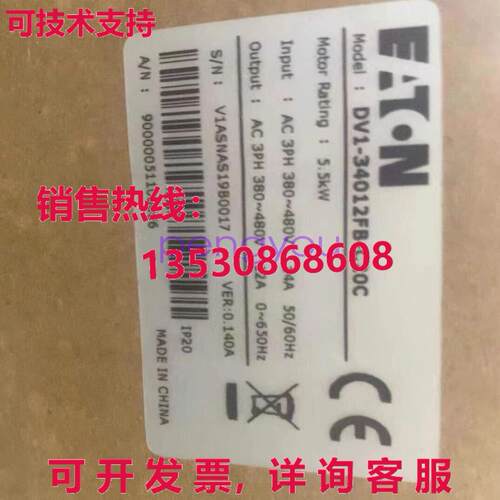 可技术支持
EATON
Model : DV1-34012FB-
Motor Rating : 5.5kW
Input : AC 3PH 380~480V 50/60Hz
Output : AC 3PH 380~480V 0~650Hz
S/N : V1ASNAS19B0017
VER:0.140A
A/N :
IP20
MADE IN CHINA
CE
销售热线：
13530868608
可开发票, 详询客服